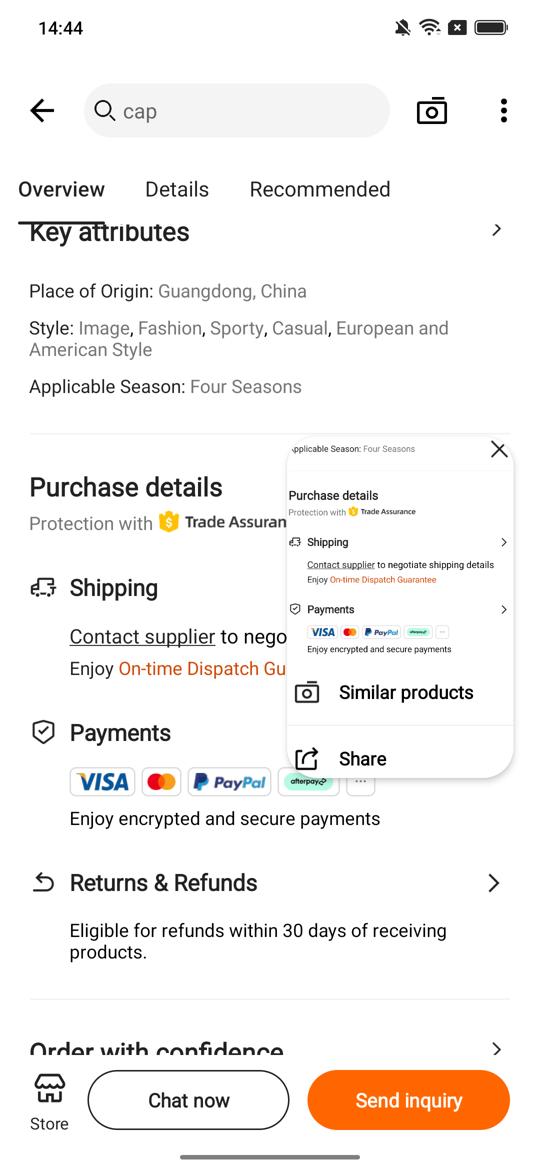 14:44
cap
Overview
Details
Recommended
Key attributes
Place of Origin: Guangdong, China
Style: Image, Fashion, Sporty, Casual, European and
American Style
Applicable Season: Four Seasons
Purchase details
Protection with $ Trade Assuran
Shipping
Contact supplier to nego
Enjoy On-time Dispatch Gu
Payments
VISA PayPal afterpay
Enjoy encrypted and secure payments
Returns & Refunds
Eligible for refunds within 30 days of receiving
products.
Order with confidence
pplicable Season: Four Seasons
Purchase details
Protection with $ Trade Assurance
Shipping
Contact supplier to negotiate shipping details
Enjoy On-time Dispatch Guarantee
Payments
VISA PayPal afterpay
Enjoy encrypted and secure payments
Similar products
Share
Store
Chat now
Send inquiry